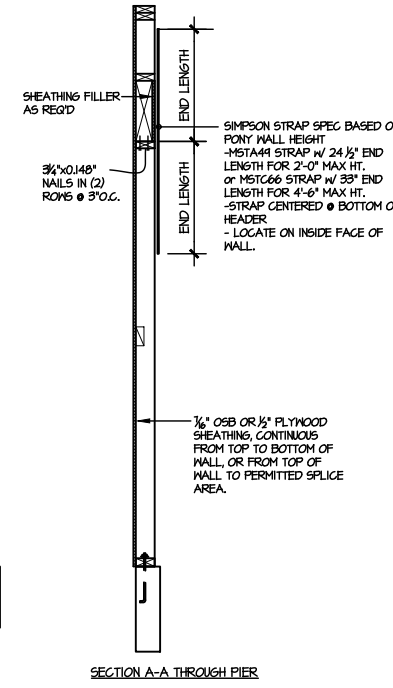 SHEATHING FILLER
AS REQ'D
END LENGTH
3/4"x0.148"
NAILS IN (2)
ROWS @ 3"O.C.
END LENGTH
SIMPSON STRAP SPEC BASED O
PONY WALL HEIGHT
-MSTA49 STRAP W/ 24 1/2" END
LENGTH FOR 2'-0" MAX HT.
or MSTC66 STRAP W/ 33" END
LENGTH FOR 4'-6" MAX HT.
-STRAP CENTERED @ BOTTOM O
HEADER
- LOCATE ON INSIDE FACE OF
WALL.
7/16" OSB OR 1/2" PLYWOOD
SHEATHING, CONTINUOUS
FROM TOP TO BOTTOM OF
WALL, OR FROM TOP OF
WALL TO PERMITTED SPLICE
AREA.
SECTION A-A THROUGH PIER